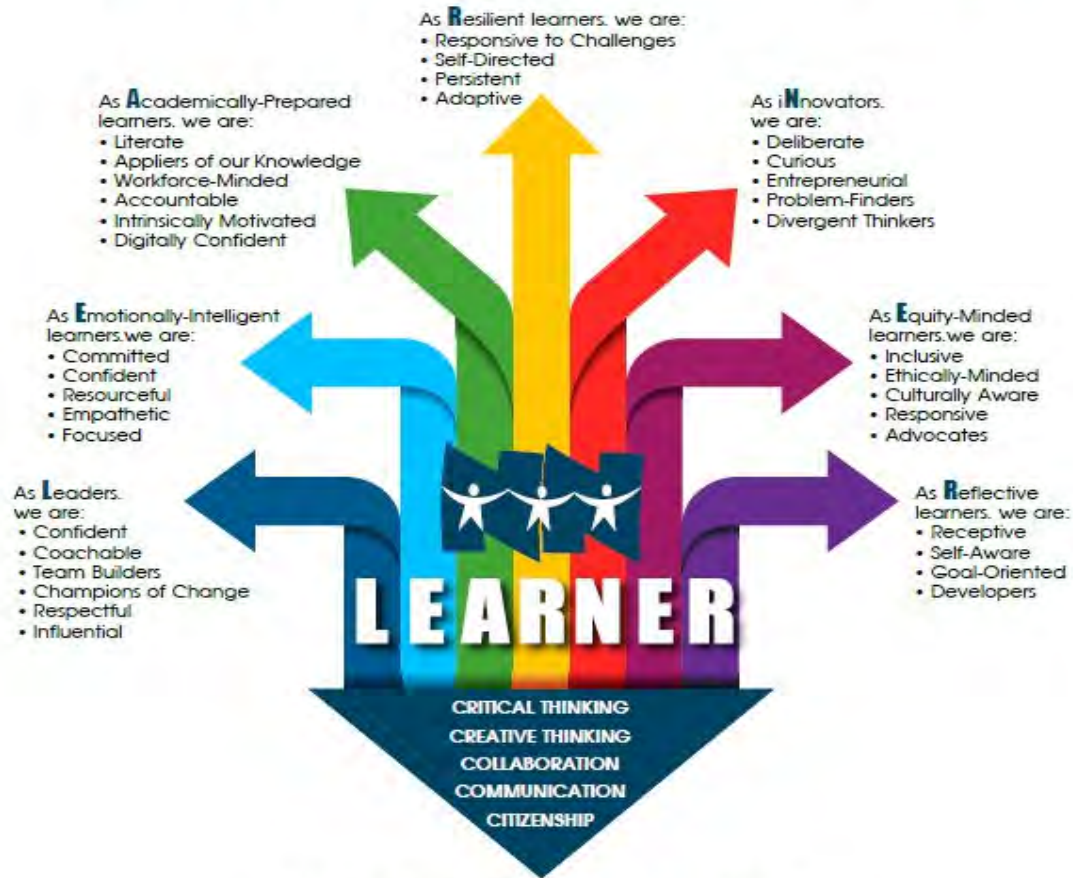 As Resilient learners. we are:
• Responsive to Challenges
• Self-Directed
• Persistent
• Adaptive
As Academically-Prepared
learners. we are:
• Literate
• Appliers of our Knowledge
• Workforce-Minded
• Accountable
• Intrinsically Motivated
• Digitally Confident
As iNnovators.
we are:
• Deliberate
• Curious
• Entrepreneurial
• Problem-Finders
• Divergent Thinkers
As Emotionally-Intelligent
learners.we are:
• Committed
• Confident
• Resourceful
• Empathetic
• Focused
As Equity-Minded
learners.we are:
• Inclusive
• Ethically-Minded
• Culturally Aware
• Responsive
• Advocates
As Leaders.
we are:
• Confident
• Coachable
• Team Builders
• Champions of Change
• Respectful
• Influential
As Reflective
learners. we are:
• Receptive
• Self-Aware
• Goal-Oriented
• Developers
LEARNER
CRITICAL THINKING
CREATIVE THINKING
COLLABORATION
COMMUNICATION
CITIZENSHIP